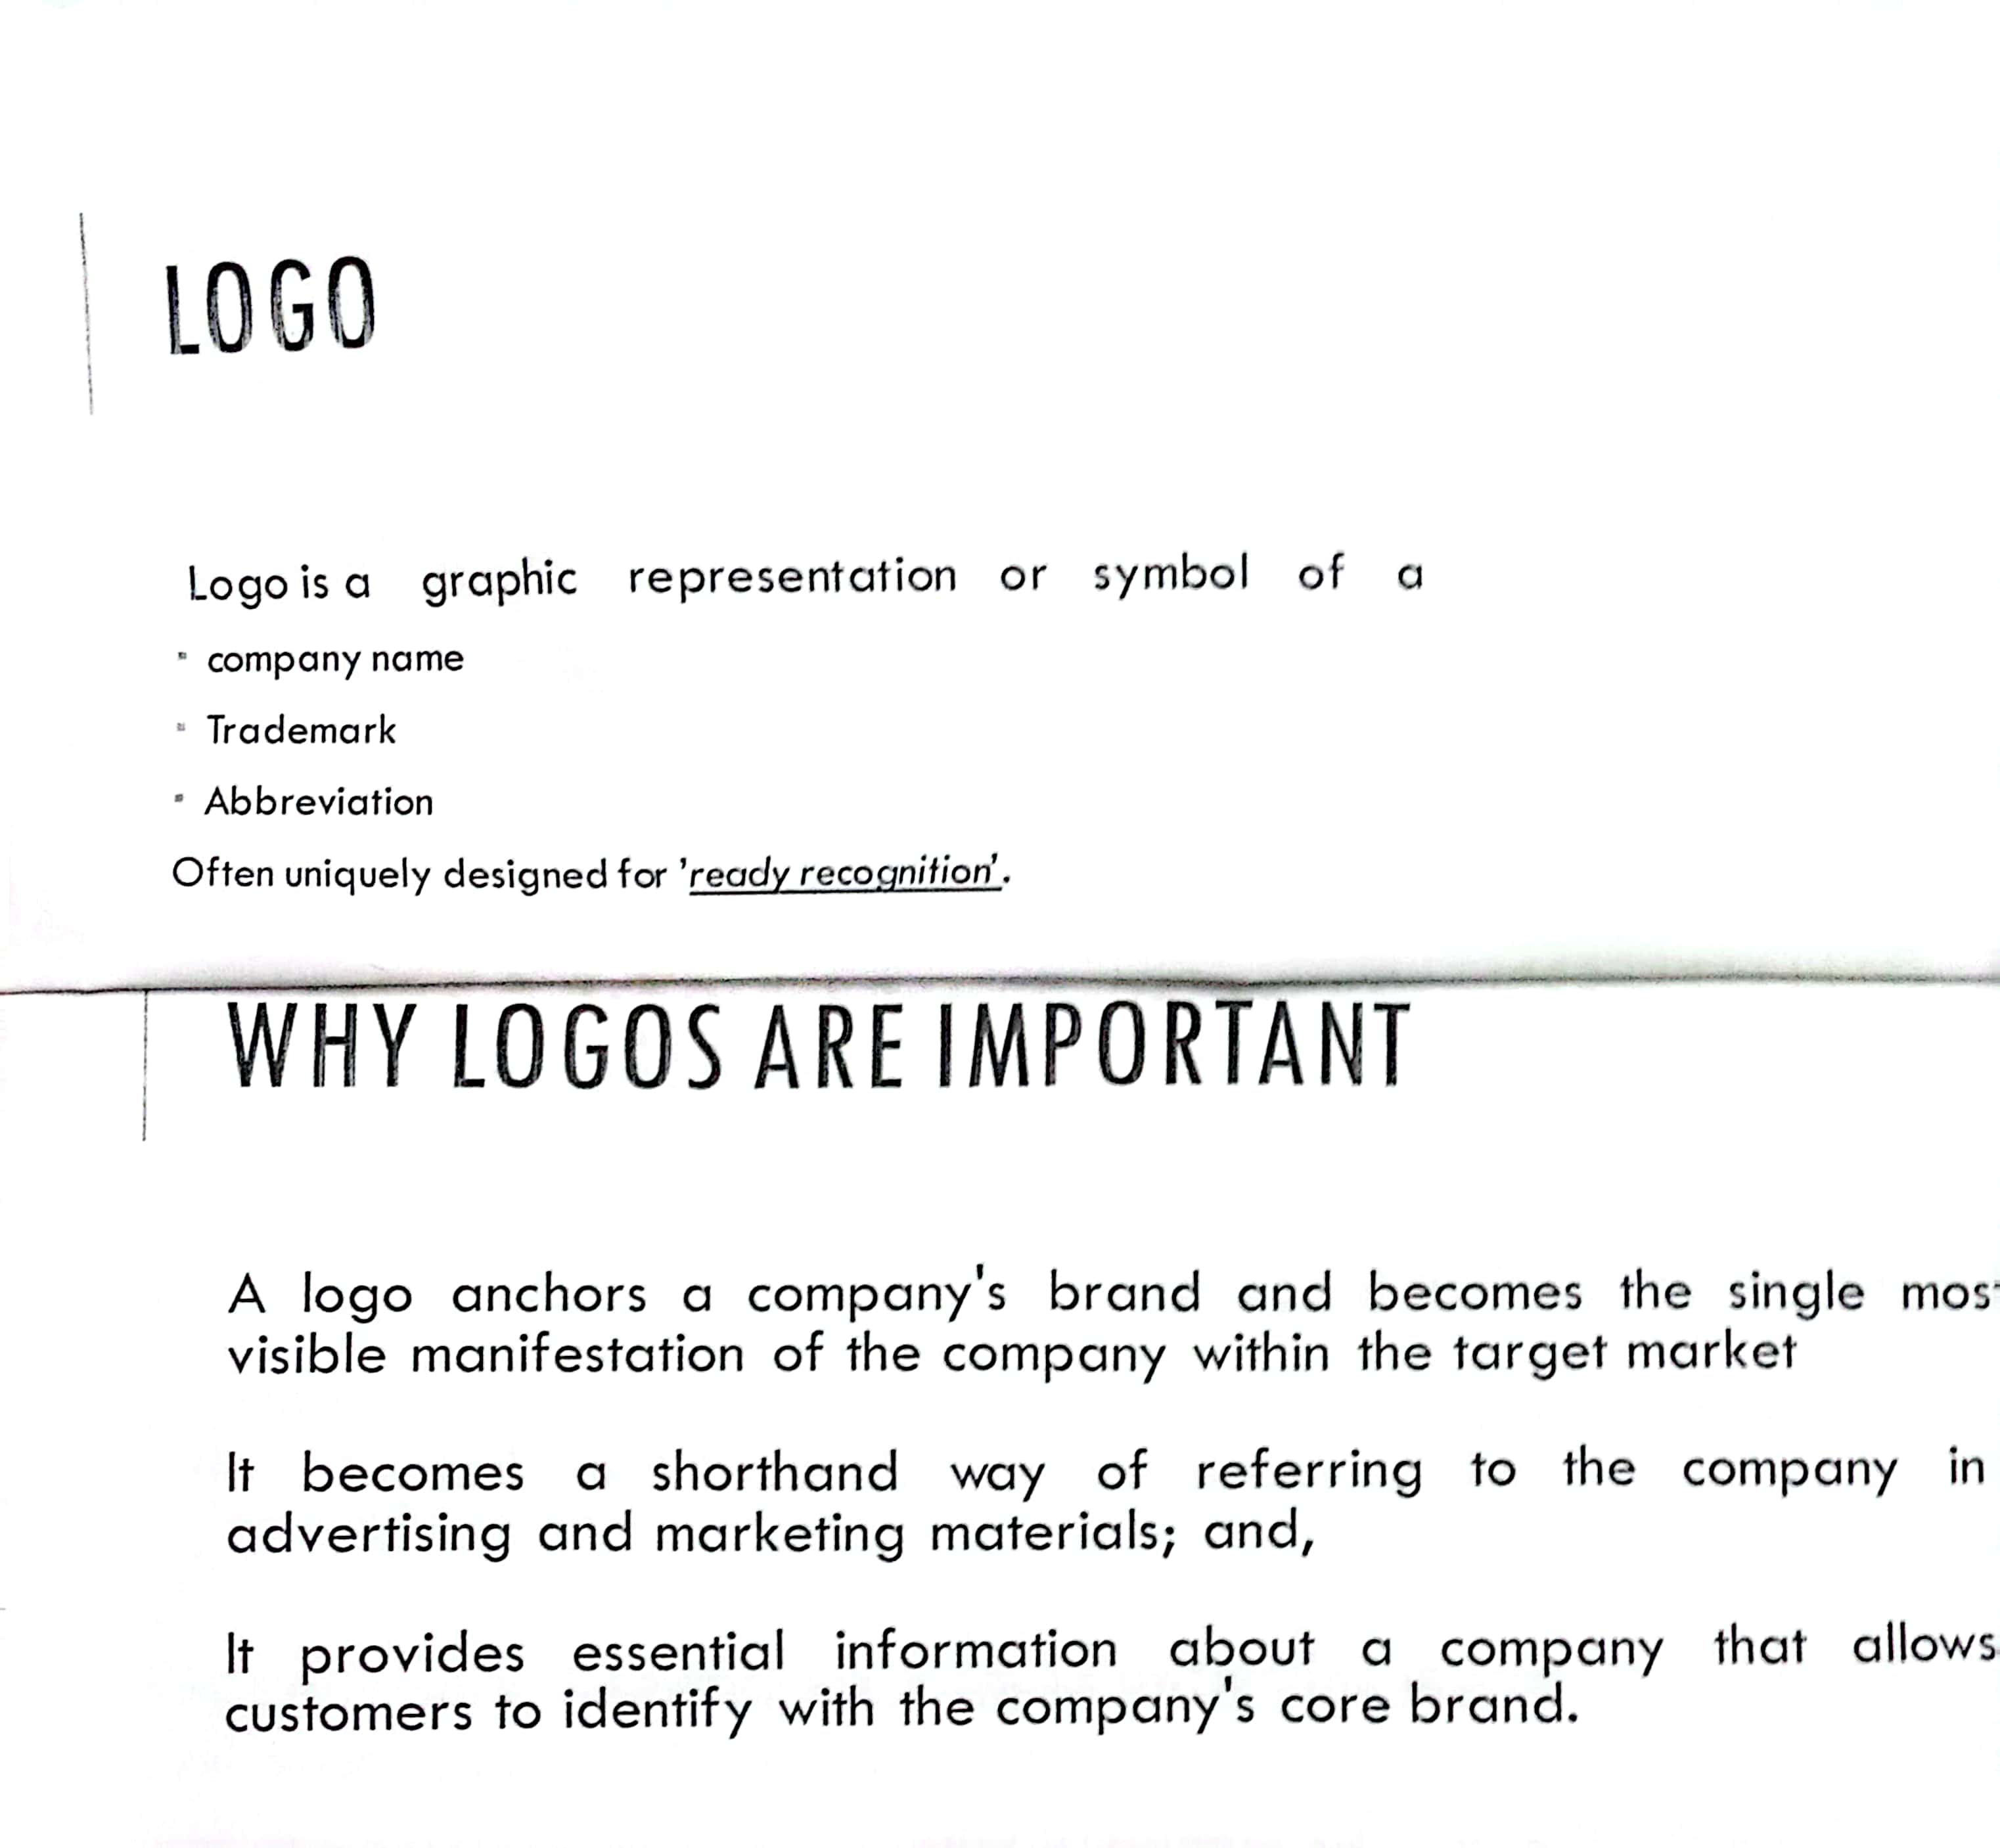 LOGO
Logo is a graphic representation or symbol of a
▪ company name
▪ Trademark
▪ Abbreviation
Often uniquely designed for 'ready recognition'.
WHY LOGOS ARE IMPORTANT
A logo anchors a company's brand and becomes the single most
visible manifestation of the company within the target market
It becomes a shorthand way of referring to the company in
advertising and marketing materials; and,
It provides essential information about a company that allows
customers to identify with the company's core brand.